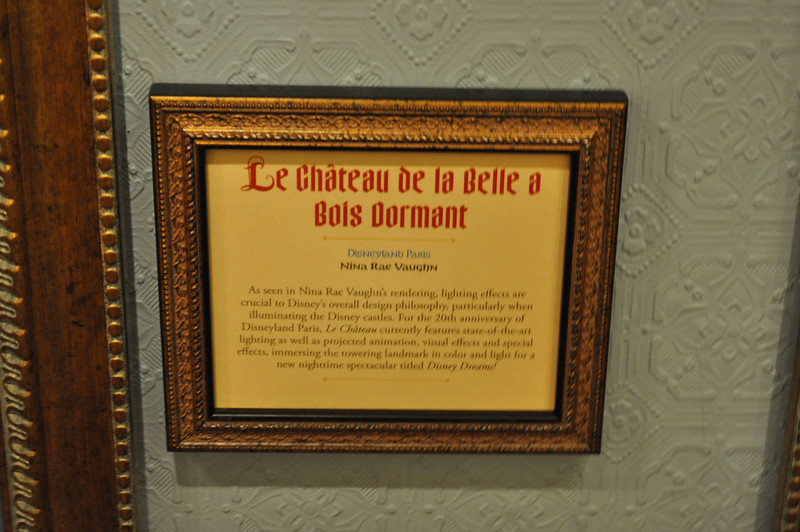 Le Château de la Belle a
Bois Dormant
Disneyland Paris
Nina Rae Vaughn
As seen in Nina Rae Vaughn's rendering, lighting effects are
crucial to Disney's overall design philosophy, particularly when
illuminating the Disney castles. For the 20th anniversary of
Disneyland Paris, Le Château currently features state-of-the-art
lighting as well as projected animation, visual effects and special
effects, immersing the towering landmark in color and light for a
new nighttime spectacular titled Disney Dreams!